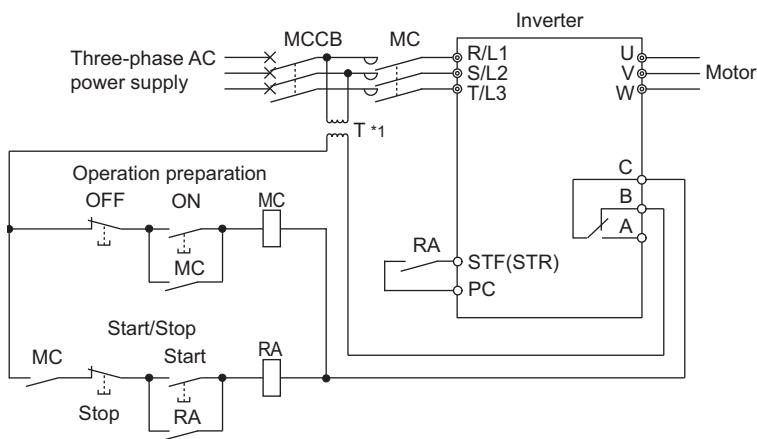 Inverter
MCCB
MC
Three-phase AC
power supply
R/L1
S/L2
T/L3
U
V
W
Motor
T *1
Operation preparation
OFF
ON
MC
MC
C
B
A
RA
STF(STR)
PC
Start/Stop
MC
Start
RA
Stop
RA